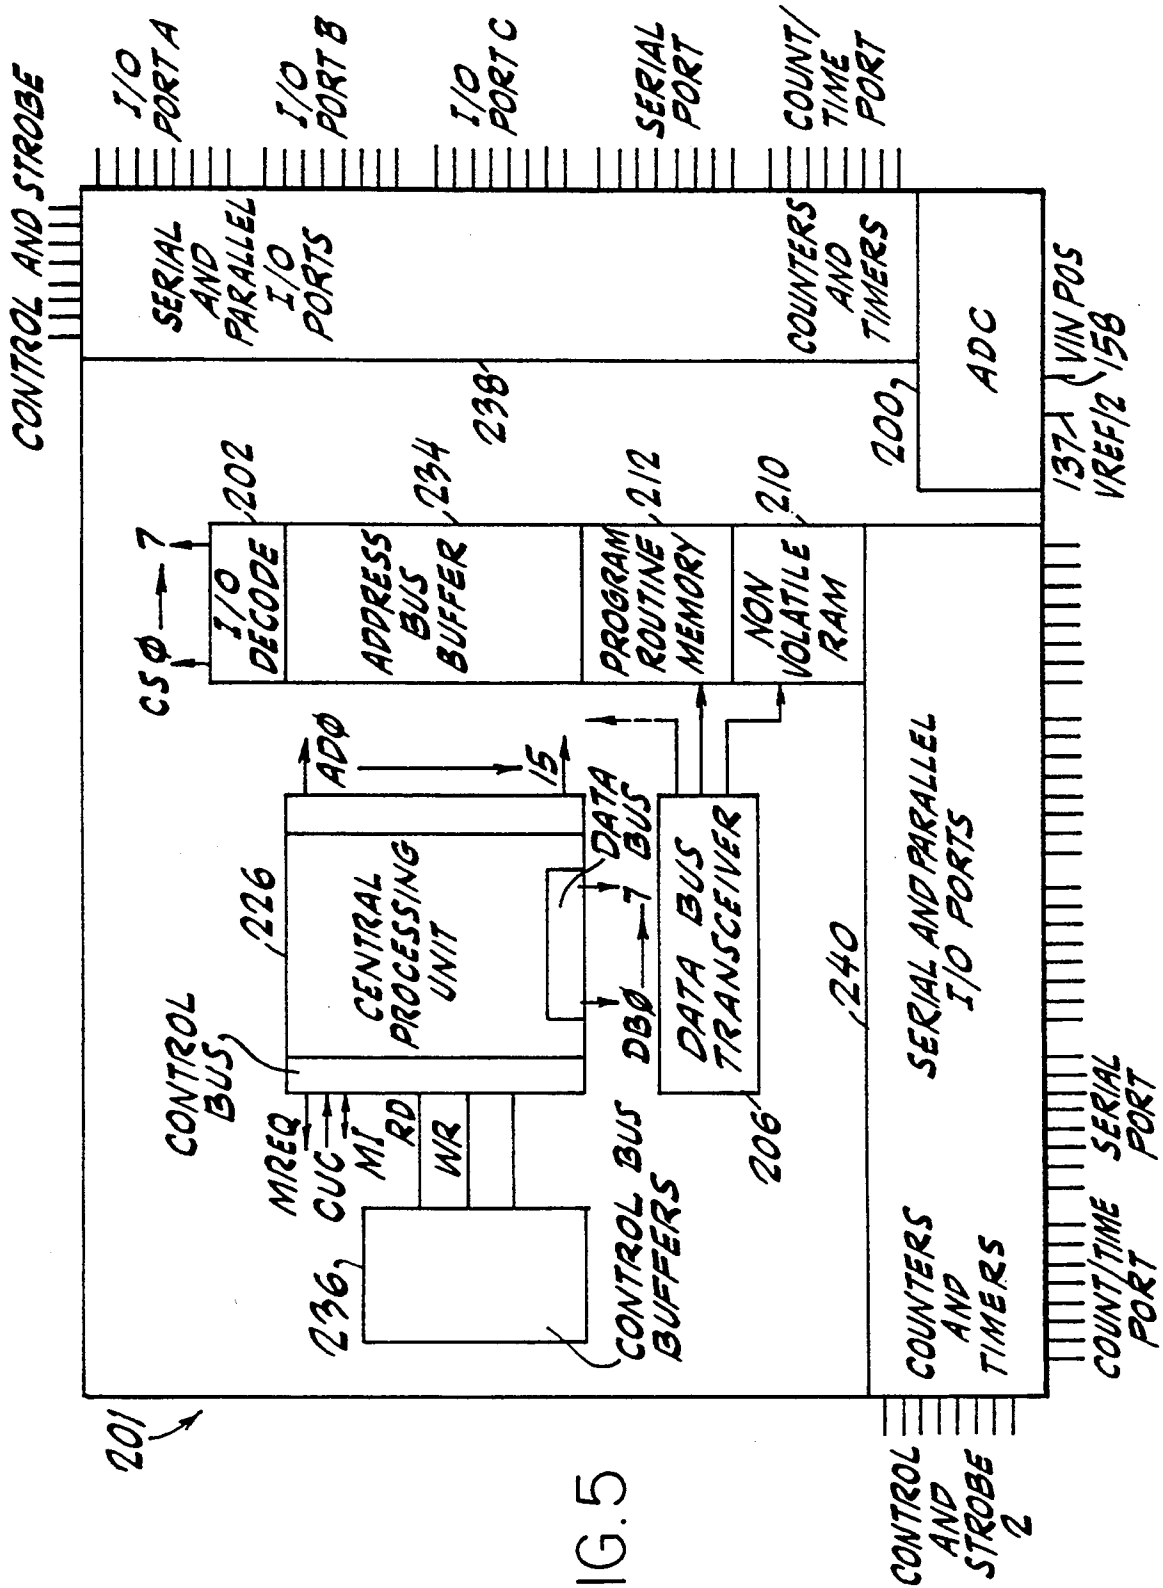 201
CONTROL AND STROBE
I/O
PORT A
I/O
PORT B
I/O
PORT C
SERIAL
PORT
COUNT/
TIME
PORT
SERIAL
AND
PARALLEL
I/O
PORTS
COUNTERS
AND
TIMERS
238
200
ADC
137
VREF/2
VIN POS
158
CS Ø 7
I/O
DECODE
202
ADDRESS
BUS
BUFFER
234
PROGRAM
ROUTINE
MEMORY
212
NON
VOLATILE
RAM
210
CONTROL
BUS
226
CENTRAL
PROCESSING
UNIT
ADØ
15
DATA
BUS
DBØ 7
MREQ
CUC
MI
RD
WR
236
CONTROL BUS
BUFFERS
DATA BUS
TRANSCEIVER
206
240
SERIAL AND PARALLEL
I/O PORTS
COUNTERS
AND
TIMERS
CONTROL
AND
STROBE
2
COUNT/TIME
PORT
SERIAL
PORT
IG. 5